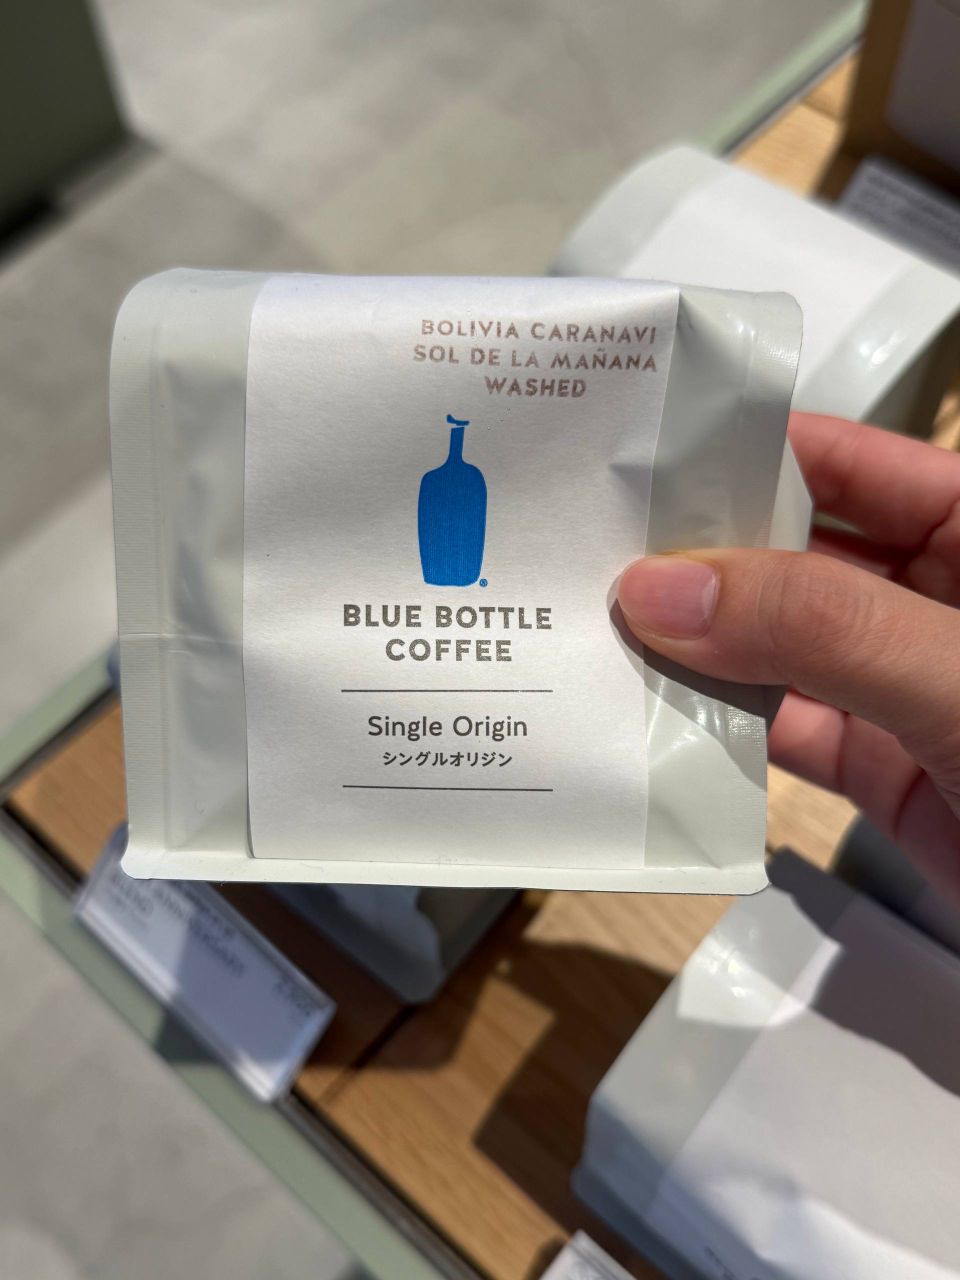 BOLIVIA CARANAVI
SOL DE LA MAÑANA
WASHED
®
BLUE BOTTLE
COFFEE
Single Origin
シングルオリジン